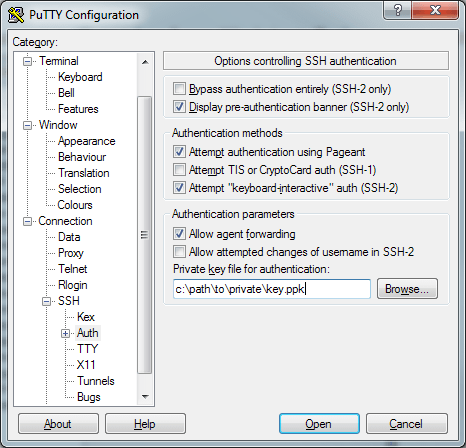 PuTTY Configuration
Category:
Terminal
Keyboard
Bell
Features
Window
Appearance
Behaviour
Translation
Selection
Colours
Connection
Data
Proxy
Telnet
Rlogin
SSH
Kex
Auth
TTY
X11
Tunnels
Bugs
Options controlling SSH authentication
Bypass authentication entirely (SSH-2 only)
Display pre-authentication banner (SSH-2 only)
Authentication methods
Attempt authentication using Pageant
Attempt TIS or CryptoCard auth (SSH-1)
Attempt "keyboard-interactive" auth (SSH-2)
Authentication parameters
Allow agent forwarding
Allow attempted changes of username in SSH-2
Private key file for authentication:
c:\path\to\private\key.ppk
Browse...
About
Help
Open
Cancel